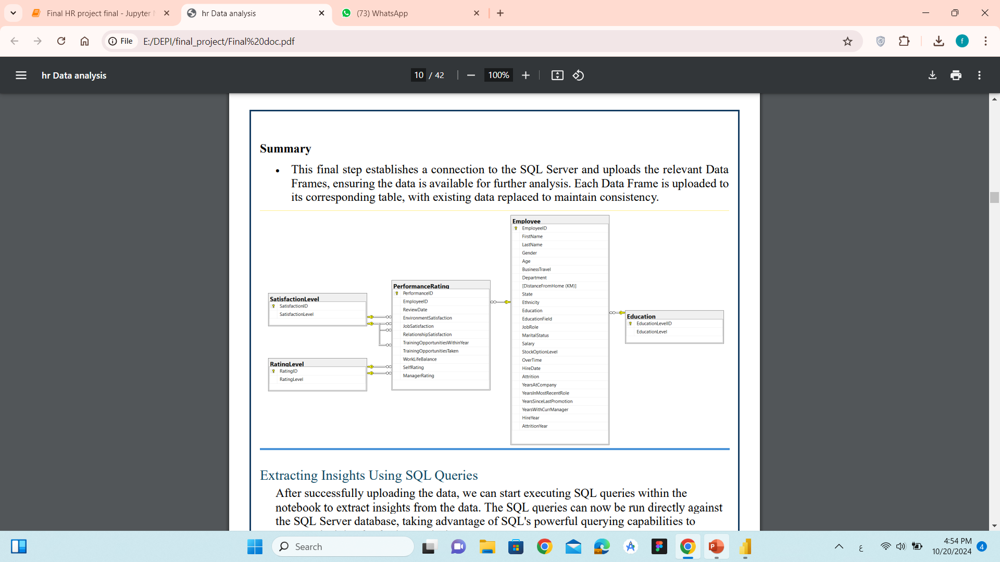 Final HR project final - Jupyter N
hr Data analysis
(73) WhatsApp
File
E:/DEPI/final_project/Final%20doc.pdf
f
hr Data analysis
10 / 42
100%
Summary
• This final step establishes a connection to the SQL Server and uploads the relevant Data
Frames, ensuring the data is available for further analysis. Each Data Frame is uploaded to
its corresponding table, with existing data replaced to maintain consistency.
SatisfactionLevel
SatisfactionID
SatisfactionLevel
RatingLevel
RatingID
RatingLevel
PerformanceRating
PerformanceID
EmployeeID
ReviewDate
EnvironmentSatisfaction
JobSatisfaction
RelationshipSatisfaction
TrainingOpportunitiesWithinYear
TrainingOpportunitiesTaken
WorkLifeBalance
SelfRating
ManagerRating
Employee
EmployeeID
FirstName
LastName
Gender
Age
BusinessTravel
Department
[DistanceFromHome (KM)]
State
Ethnicity
Education
EducationField
JobRole
MaritalStatus
Salary
StockOptionLevel
OverTime
HireDate
Attrition
YearsAtCompany
YearsInMostRecentRole
YearsSinceLastPromotion
YearsWithCurrManager
HireYear
AttritionYear
Education
EducationLevelID
EducationLevel
Extracting Insights Using SQL Queries
After successfully uploading the data, we can start executing SQL queries within the
notebook to extract insights from the data. The SQL queries can now be run directly against
the SQL Server database, taking advantage of SQL's powerful querying capabilities to
Search
ع
4:54 PM
10/20/2024
4